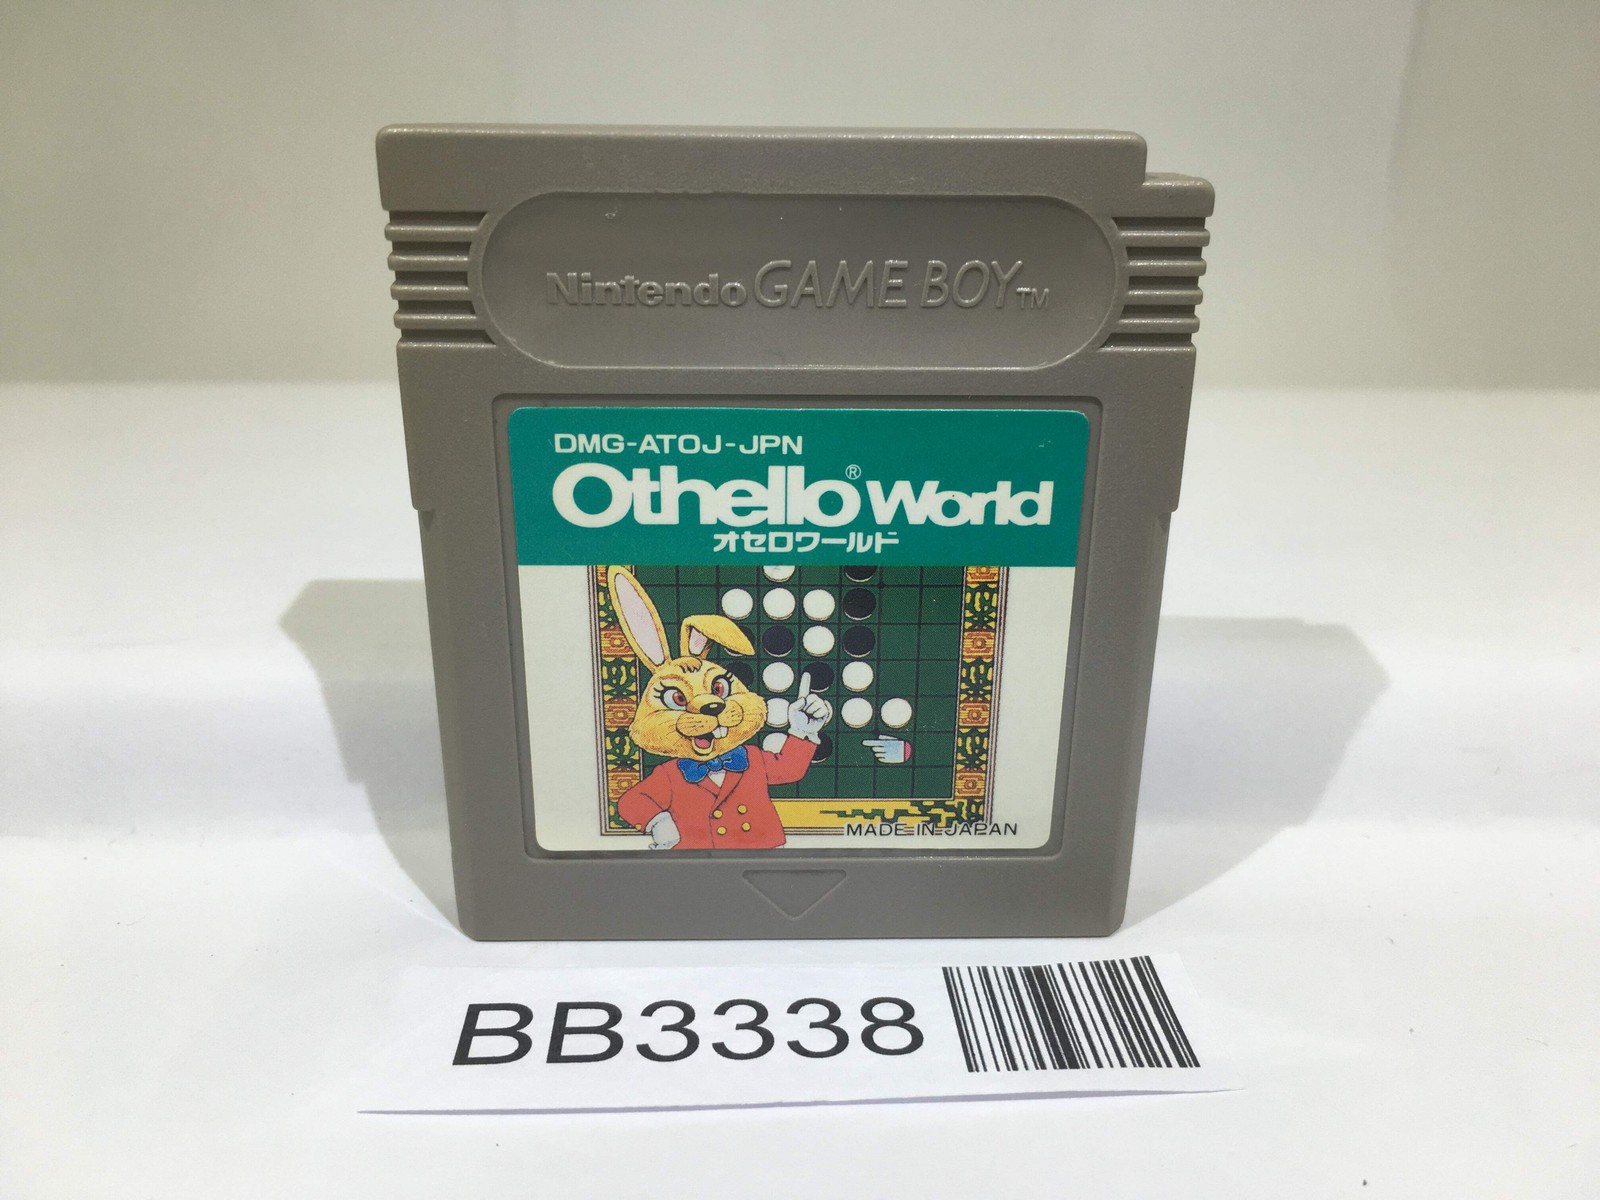 Nintendo GAME BOY™
DMG-ATOJ-JPN
Othello® World
オセロワールド
MADE IN JAPAN
BB3338